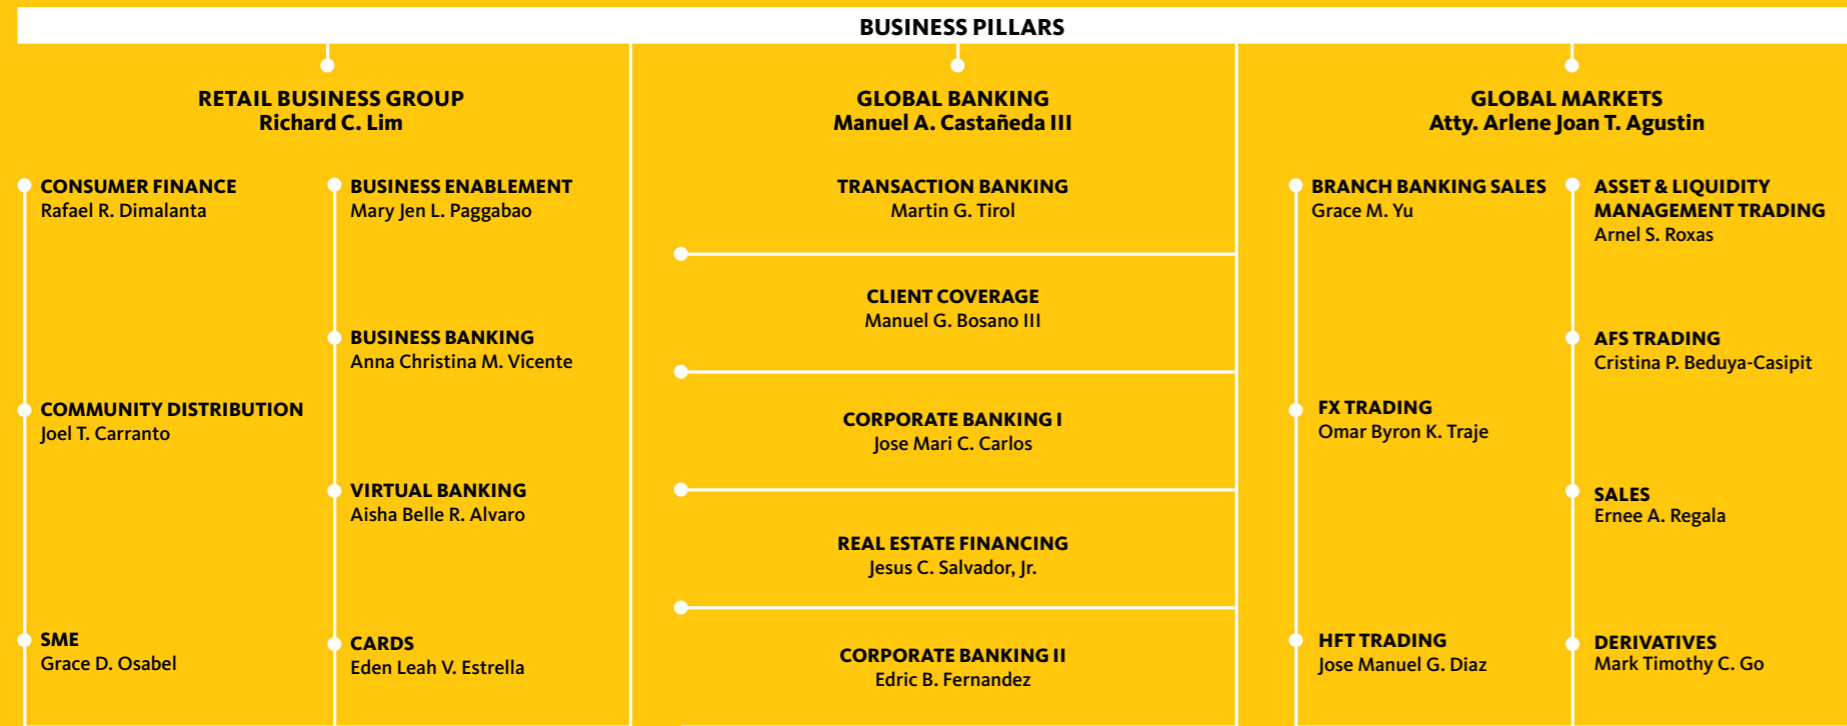 BUSINESS PILLARS
RETAIL BUSINESS GROUP
Richard C. Lim
CONSUMER FINANCE
Rafael R. Dimalanta
COMMUNITY DISTRIBUTION
Joel T. Carranto
SME
Grace D. Osabel
BUSINESS ENABLEMENT
Mary Jen L. Paggabao
BUSINESS BANKING
Anna Christina M. Vicente
VIRTUAL BANKING
Aisha Belle R. Alvaro
CARDS
Eden Leah V. Estrella
GLOBAL BANKING
Manuel A. Castañeda III
TRANSACTION BANKING
Martin G. Tirol
CLIENT COVERAGE
Manuel G. Bosano III
CORPORATE BANKING I
Jose Mari C. Carlos
REAL ESTATE FINANCING
Jesus C. Salvador, Jr.
CORPORATE BANKING II
Edric B. Fernandez
GLOBAL MARKETS
Atty. Arlene Joan T. Agustin
BRANCH BANKING SALES
Grace M. Yu
FX TRADING
Omar Byron K. Traje
HFT TRADING
Jose Manuel G. Diaz
ASSET & LIQUIDITY
MANAGEMENT TRADING
Arnel S. Roxas
AFS TRADING
Cristina P. Beduya-Casipit
SALES
Ernee A. Regala
DERIVATIVES
Mark Timothy C. Go